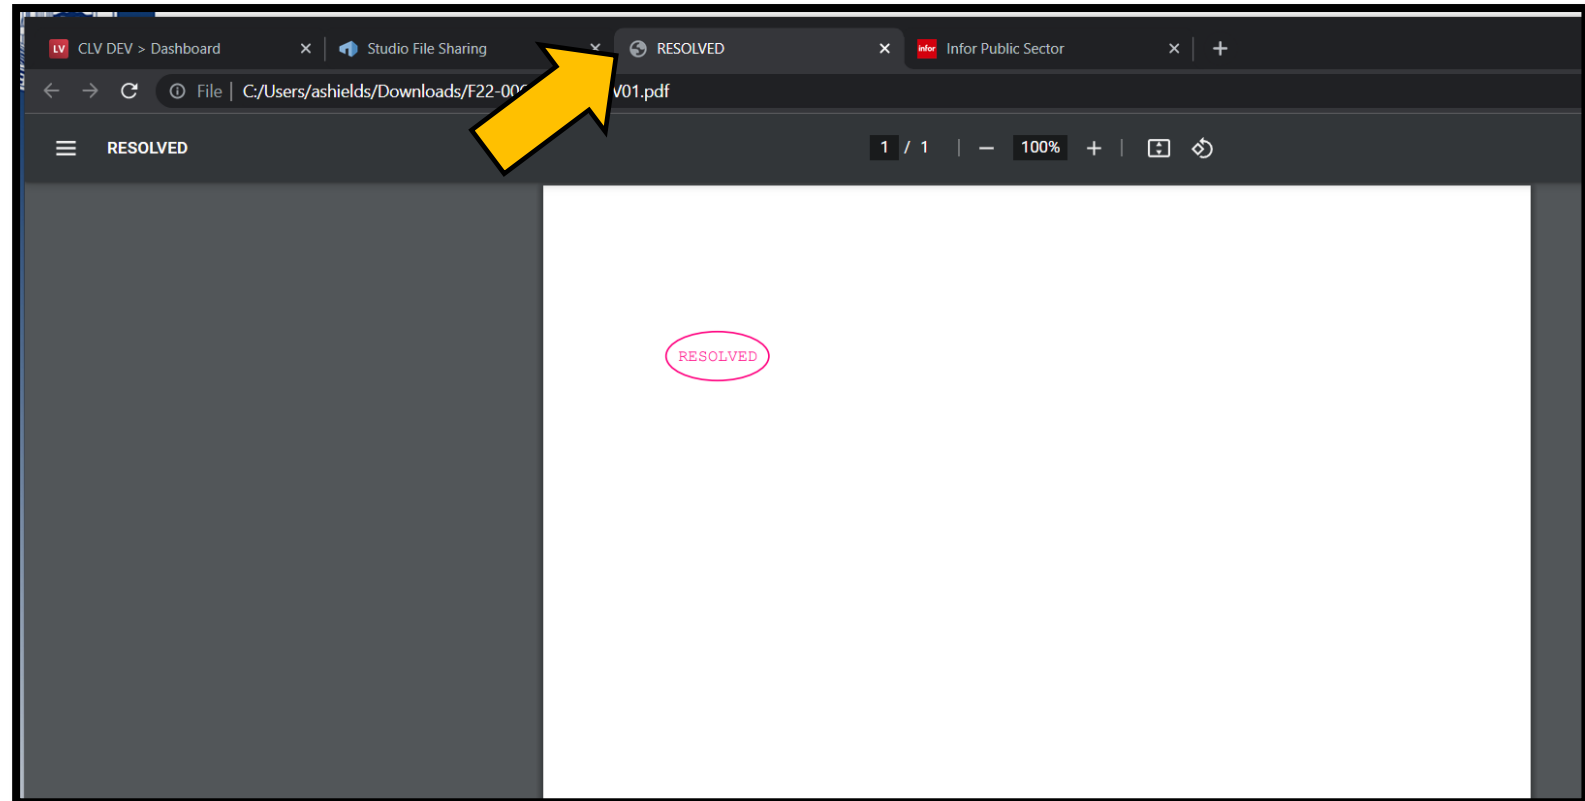 LV CLV DEV > Dashboard Studio File Sharing RESOLVED infor Infor Public Sector
File | C:/Users/ashields/Downloads/F22-00 V01.pdf
RESOLVED 1 / 1 100%
RESOLVED